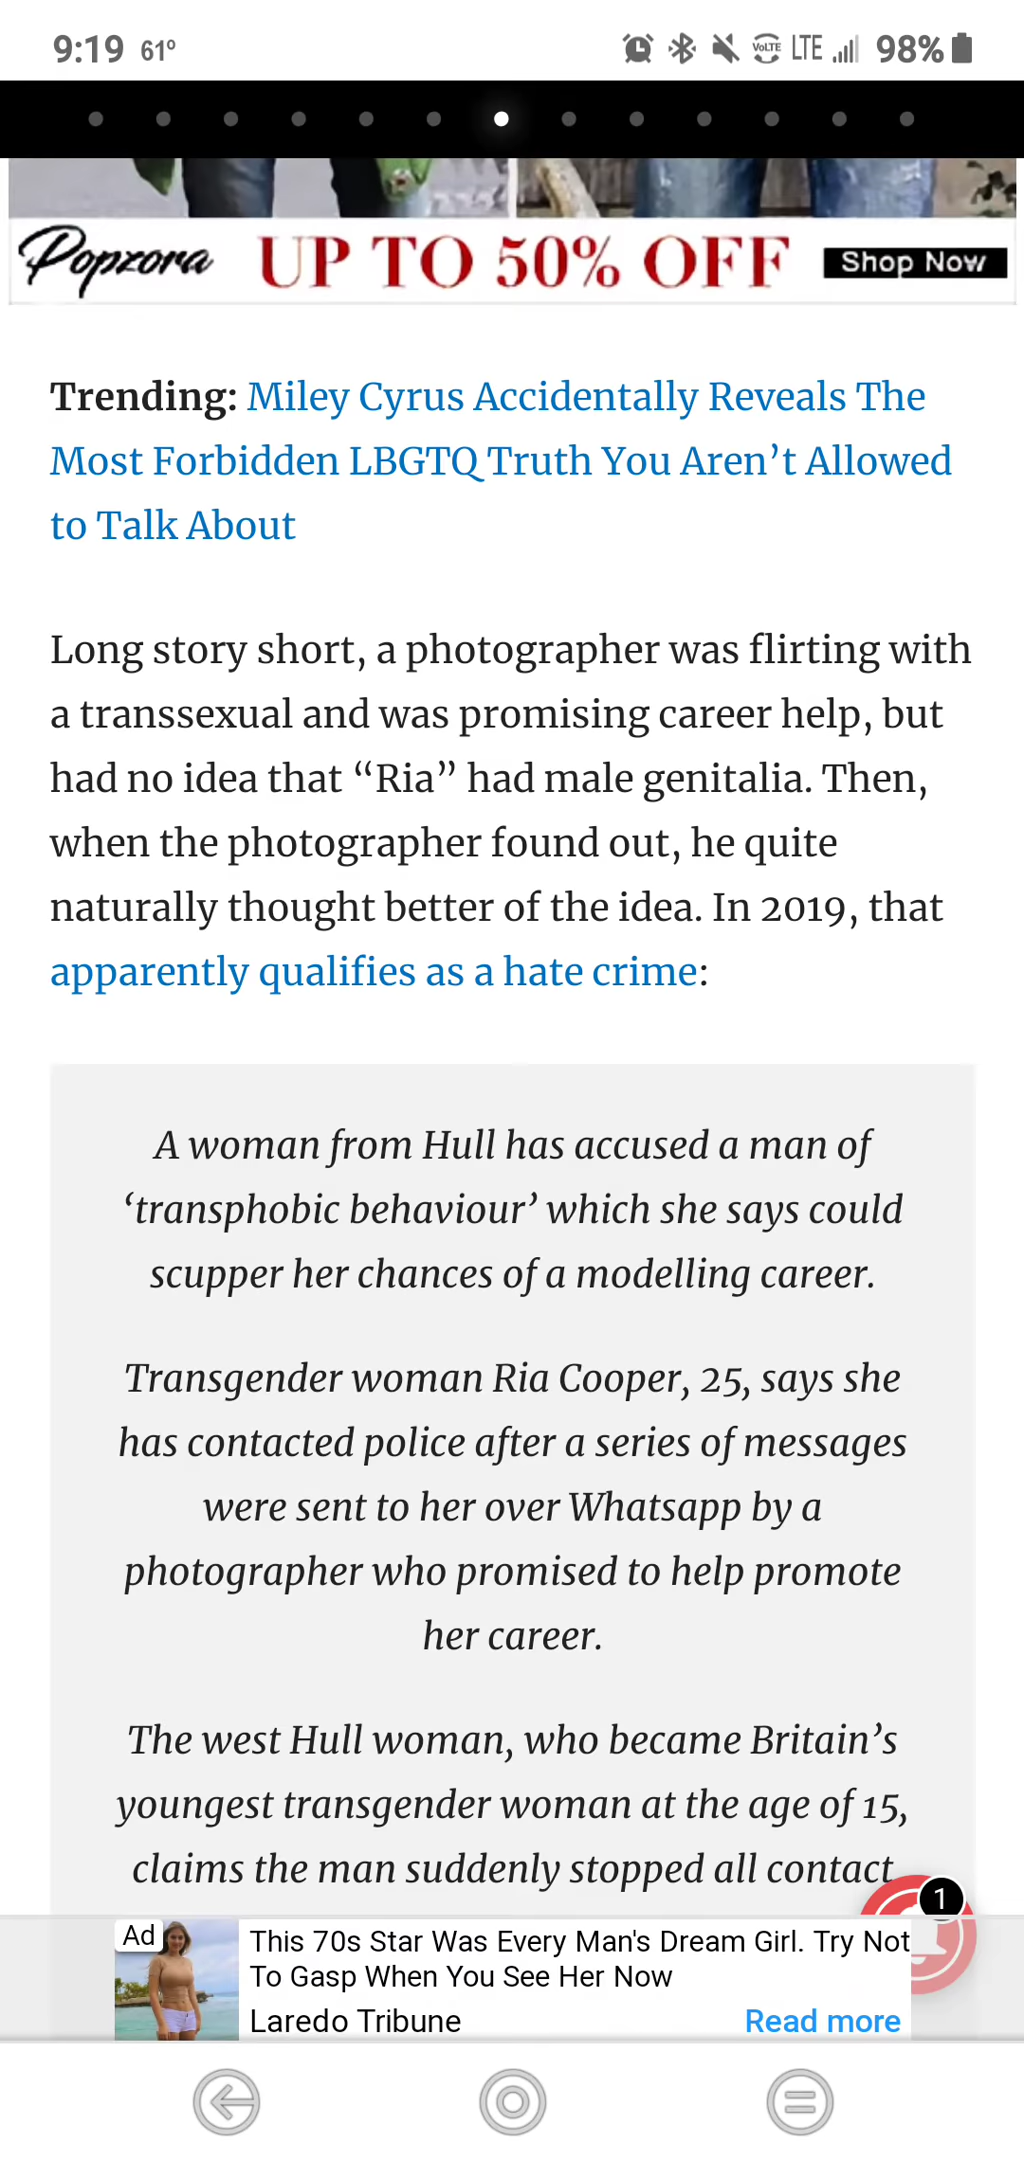 9:19 61°
VoLTE LTE 98%
Popzora UP TO 50% OFF Shop Now
Trending: Miley Cyrus Accidentally Reveals The
Most Forbidden LBGTQ Truth You Aren’t Allowed
to Talk About
Long story short, a photographer was flirting with
a transsexual and was promising career help, but
had no idea that “Ria” had male genitalia. Then,
when the photographer found out, he quite
naturally thought better of the idea. In 2019, that
apparently qualifies as a hate crime:
A woman from Hull has accused a man of
‘transphobic behaviour’ which she says could
scupper her chances of a modelling career.
Transgender woman Ria Cooper, 25, says she
has contacted police after a series of messages
were sent to her over Whatsapp by a
photographer who promised to help promote
her career.
The west Hull woman, who became Britain’s
youngest transgender woman at the age of 15,
claims the man suddenly stopped all contact
1
Ad
This 70s Star Was Every Man's Dream Girl. Try Not
To Gasp When You See Her Now
Laredo Tribune Read more